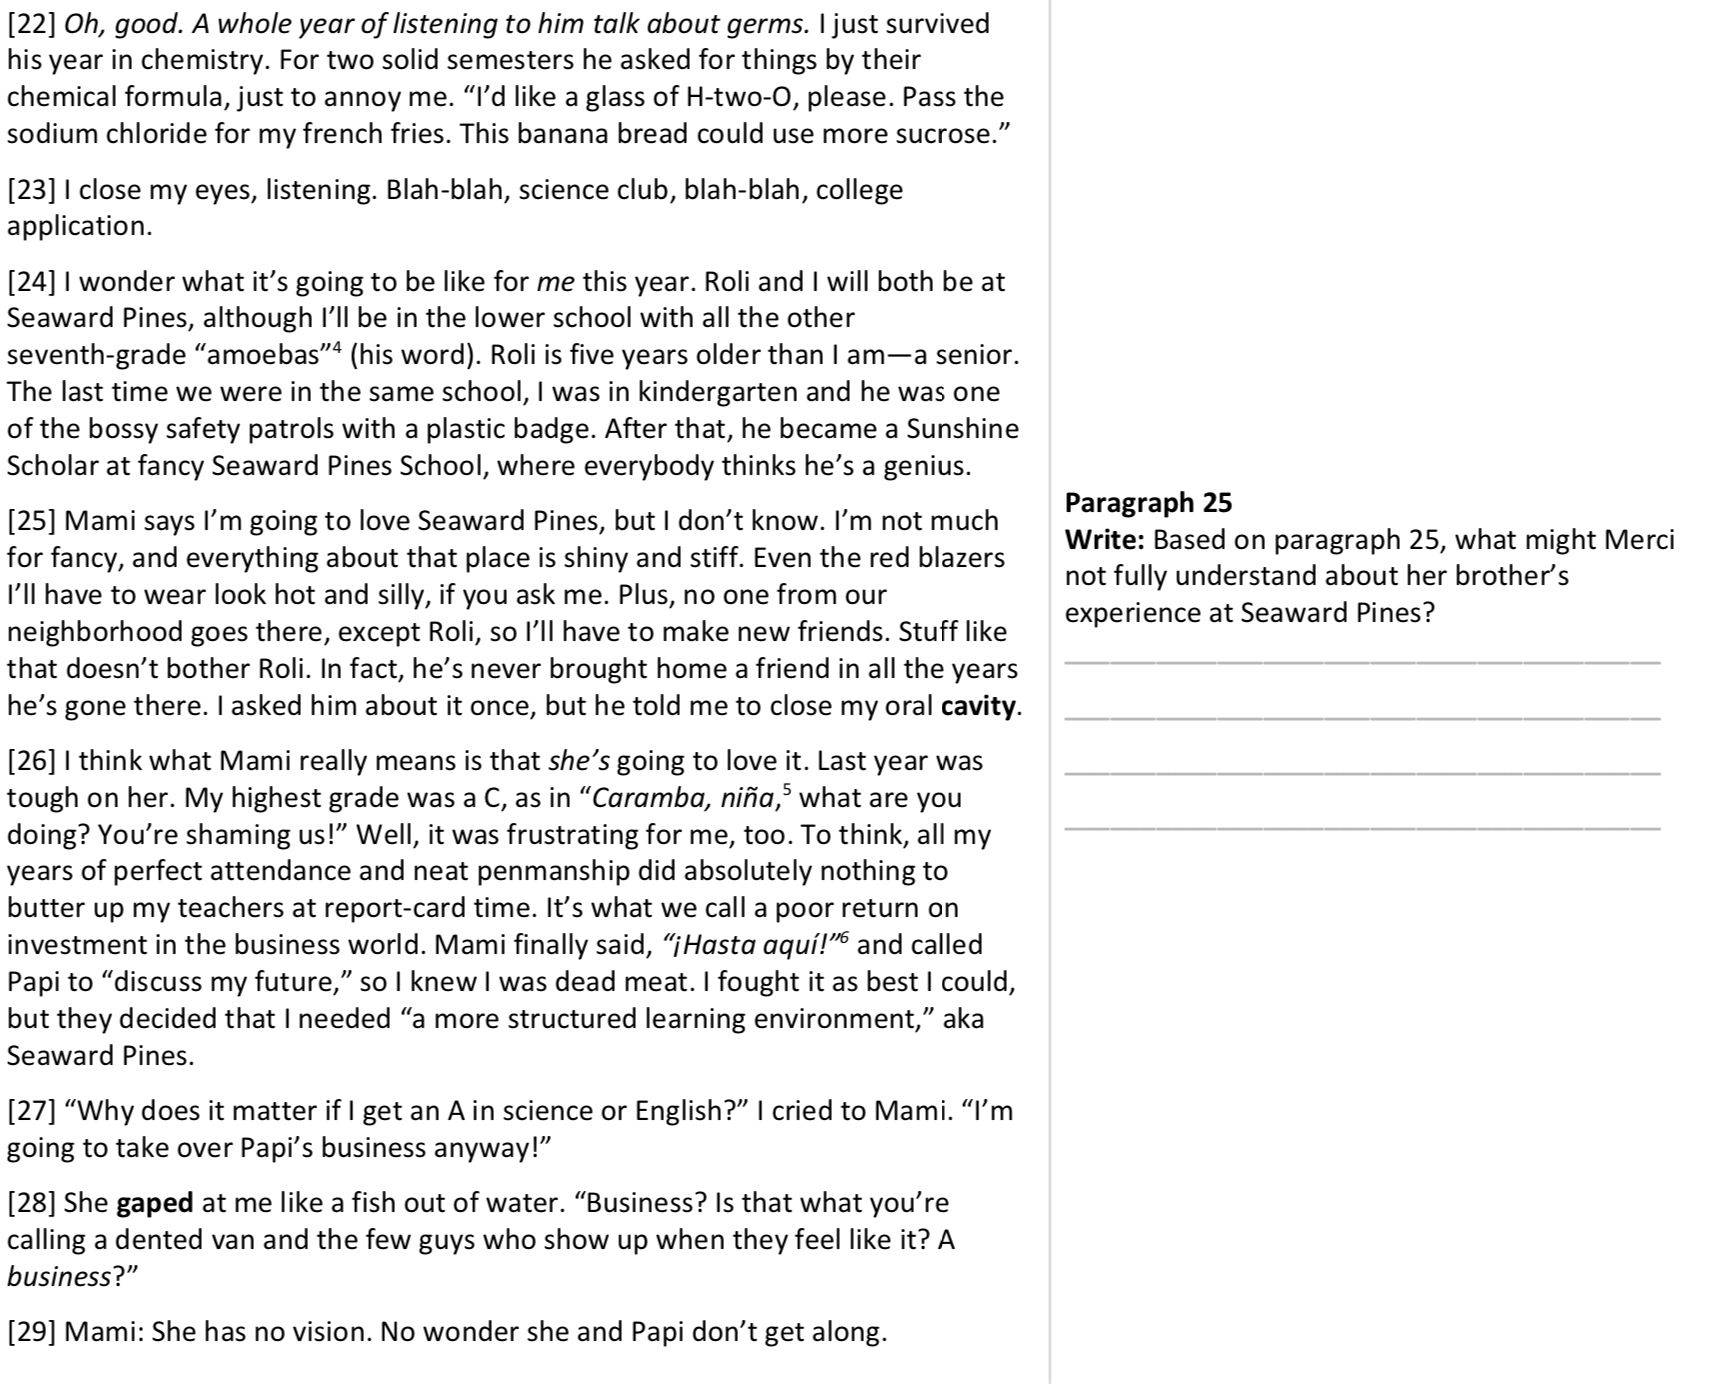 [22] Oh, good. A whole year of listening to him talk about germs. I just survived
his year in chemistry. For two solid semesters he asked for things by their
chemical formula, just to annoy me. “I’d like a glass of H-two-O, please. Pass the
sodium chloride for my french fries. This banana bread could use more sucrose.”
[23] I close my eyes, listening. Blah-blah, science club, blah-blah, college
application.
[24] I wonder what it’s going to be like for me this year. Roli and I will both be at
Seaward Pines, although I’ll be in the lower school with all the other
seventh-grade “amoebas”⁴ (his word). Roli is five years older than I am—a senior.
The last time we were in the same school, I was in kindergarten and he was one
of the bossy safety patrols with a plastic badge. After that, he became a Sunshine
Scholar at fancy Seaward Pines School, where everybody thinks he’s a genius.
[25] Mami says I’m going to love Seaward Pines, but I don’t know. I’m not much
for fancy, and everything about that place is shiny and stiff. Even the red blazers
I’ll have to wear look hot and silly, if you ask me. Plus, no one from our
neighborhood goes there, except Roli, so I’ll have to make new friends. Stuff like
that doesn’t bother Roli. In fact, he’s never brought home a friend in all the years
he’s gone there. I asked him about it once, but he told me to close my oral cavity.
[26] I think what Mami really means is that she’s going to love it. Last year was
tough on her. My highest grade was a C, as in “Caramba, niña,⁵ what are you
doing? You’re shaming us!” Well, it was frustrating for me, too. To think, all my
years of perfect attendance and neat penmanship did absolutely nothing to
butter up my teachers at report-card time. It’s what we call a poor return on
investment in the business world. Mami finally said, “¡Hasta aquí!”⁶ and called
Papi to “discuss my future,” so I knew I was dead meat. I fought it as best I could,
but they decided that I needed “a more structured learning environment,” aka
Seaward Pines.
[27] “Why does it matter if I get an A in science or English?” I cried to Mami. “I’m
going to take over Papi’s business anyway!”
[28] She gaped at me like a fish out of water. “Business? Is that what you’re
calling a dented van and the few guys who show up when they feel like it? A
business?”
[29] Mami: She has no vision. No wonder she and Papi don’t get along.
Paragraph 25
Write: Based on paragraph 25, what might Merci
not fully understand about her brother’s
experience at Seaward Pines?